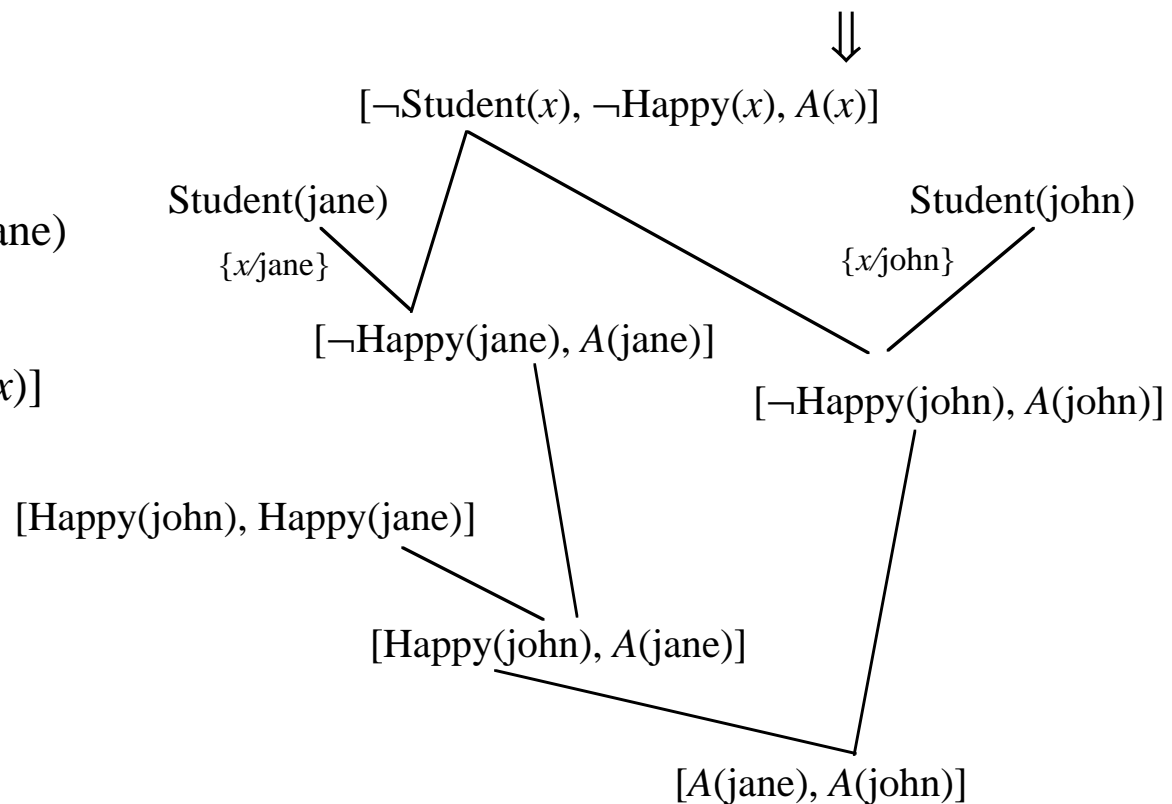 ⇓
[¬Student(x), ¬Happy(x), A(x)]
Student(jane)
Student(john)
ane)
{x/jane}
{x/john}
[¬Happy(jane), A(jane)]
x)]
[¬Happy(john), A(john)]
[Happy(john), Happy(jane)]
[Happy(john), A(jane)]
[A(jane), A(john)]